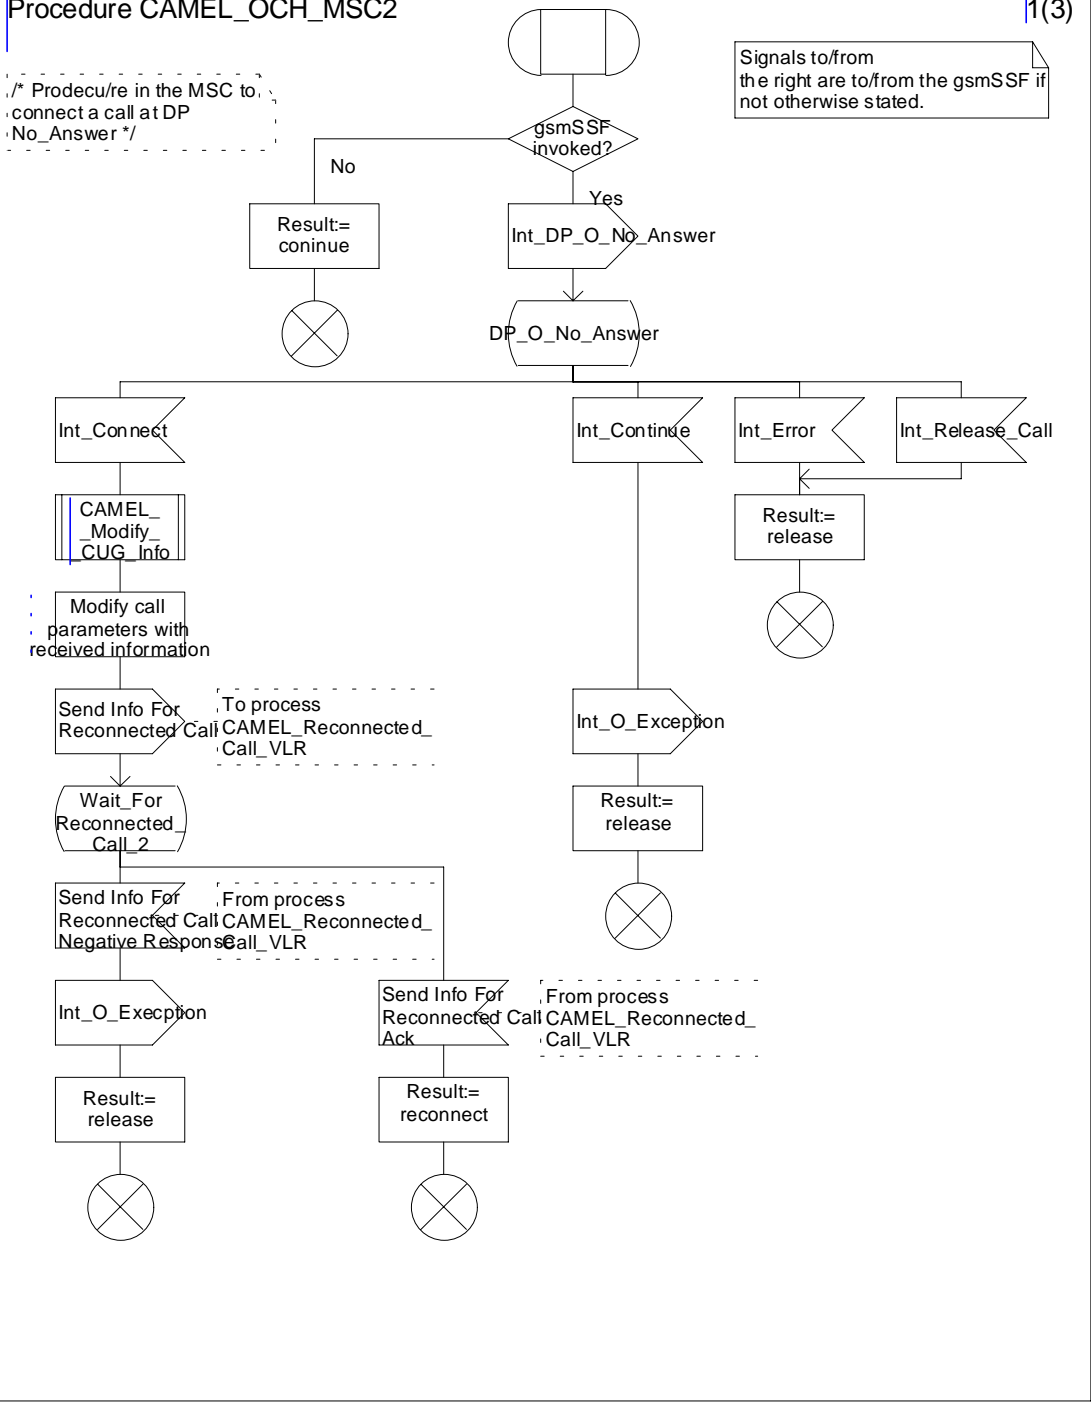 Procedure CAMEL_OCH_MSC2
1(3)
/* Prodecu/re in the MSC to
connect a call at DP
No_Answer */
Signals to/from
the right are to/from the gsmSSF if
not otherwise stated.
gsmSSF
invoked?
No
Yes
Result:=
coninue
Int_DP_O_No_Answer
DP_O_No_Answer
Int_Connect
Int_Continue
Int_Error
Int_Release_Call
CAMEL_
_Modify_
_CUG_Info
Result:=
release
Modify call
parameters with
received information
Send Info For
Reconnected Call
To process
CAMEL_Reconnected_
Call_VLR
Int_O_Exception
Wait_For
Reconnected_
Call_2
Result:=
release
Send Info For
Reconnected Call
Negative Response
From process
CAMEL_Reconnected_
Call_VLR
Int_O_Execption
Send Info For
Reconnected Call
Ack
From process
CAMEL_Reconnected_
Call_VLR
Result:=
release
Result:=
reconnect